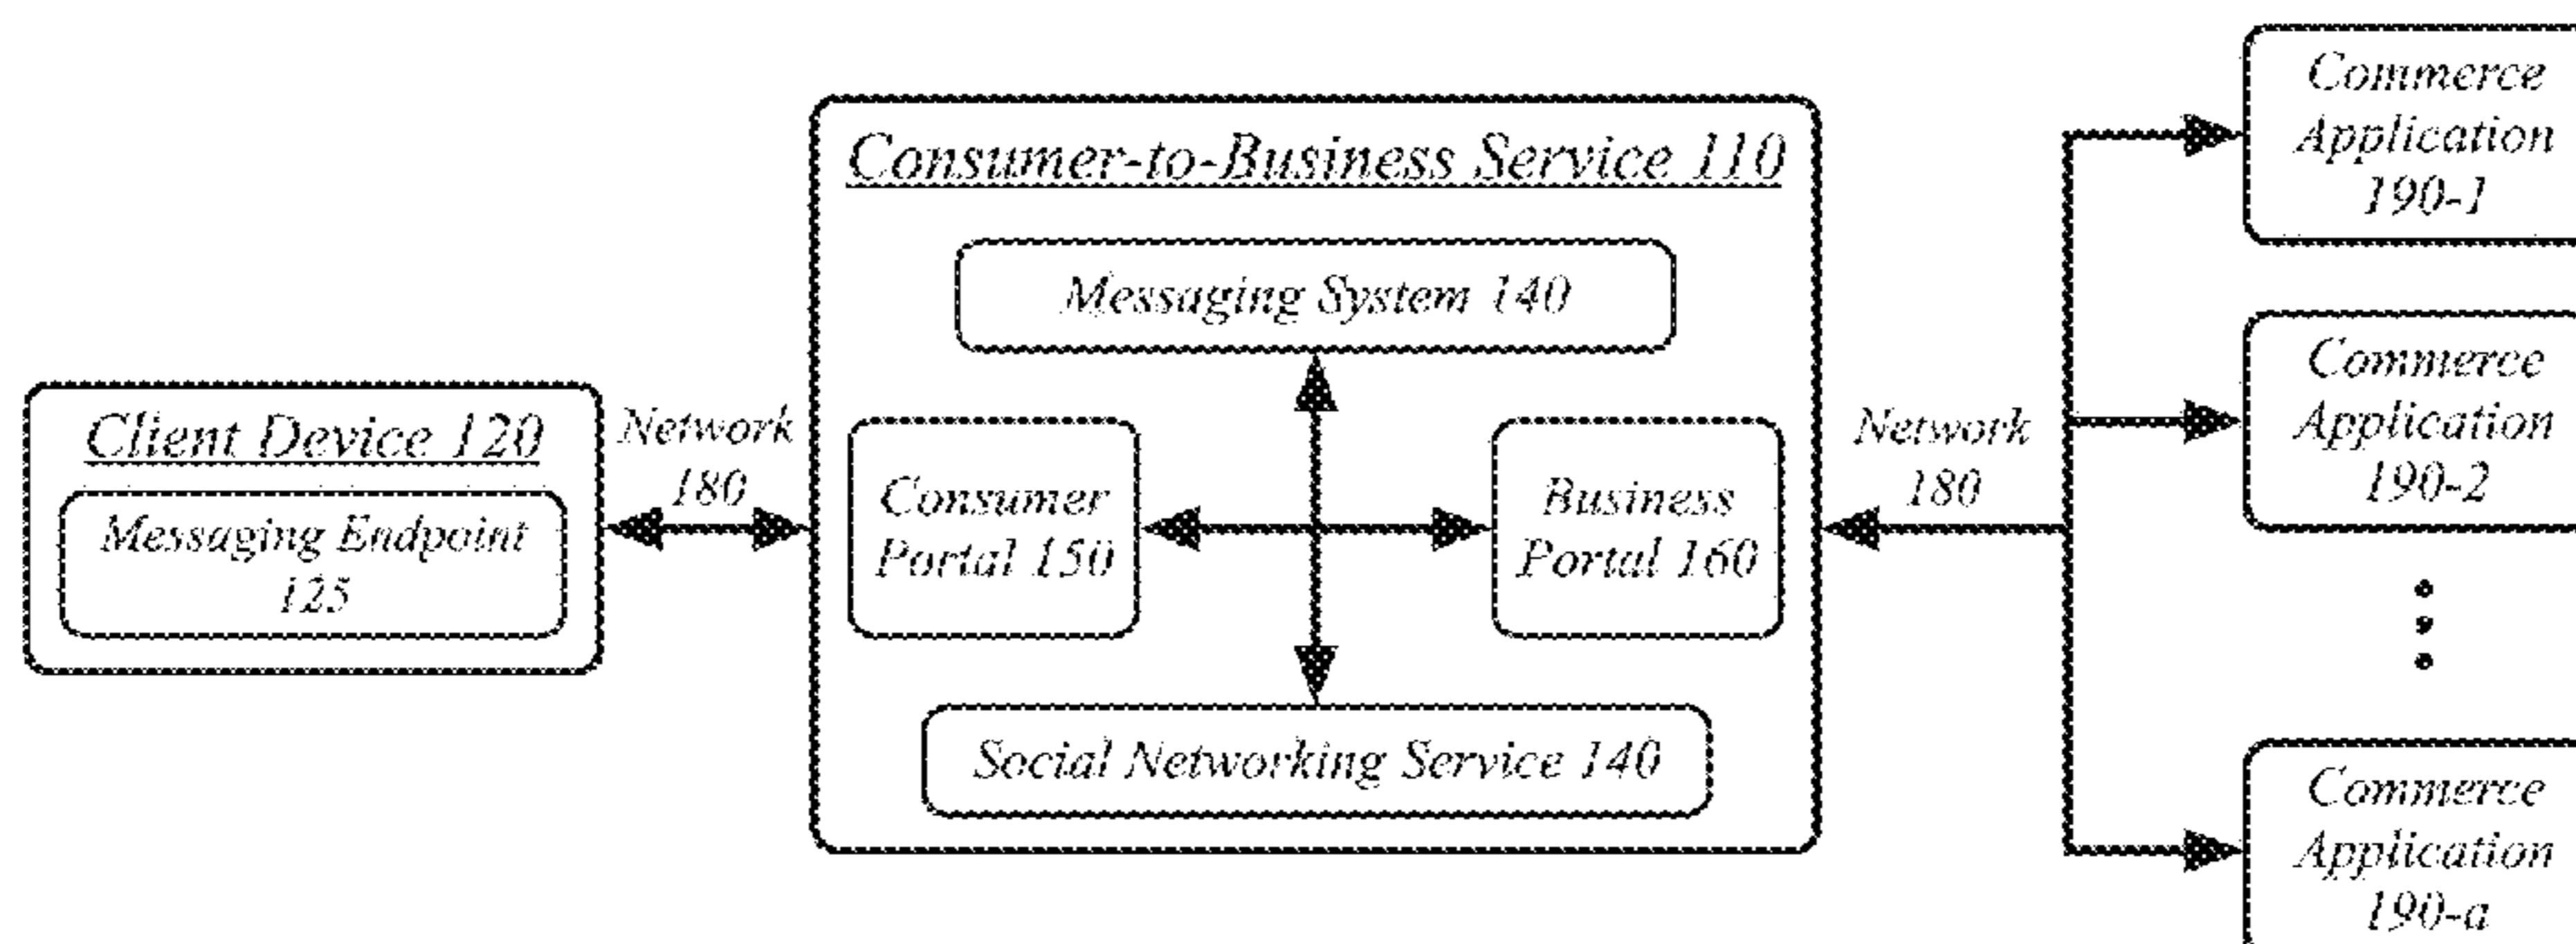 Client Device 120
Messaging Endpoint
125
Network
180
Consumer-to-Business Service 110
Messaging System 140
Consumer
Portal 150
Business
Portal 160
Social Networking Service 140
Network
180
Commerce
Application
190-1
Commerce
Application
190-2
Commerce
Application
190-a